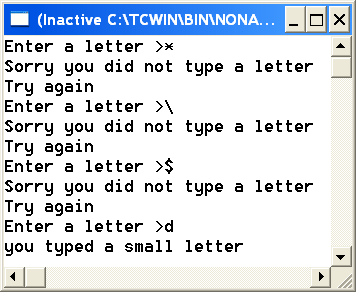 (Inactive C:\TCWIN\BIN\NONA...
Enter a letter >*
Sorry you did not type a letter
Try again
Enter a letter >\
Sorry you did not type a letter
Try again
Enter a letter >$
Sorry you did not type a letter
Try again
Enter a letter >d
you typed a small letter